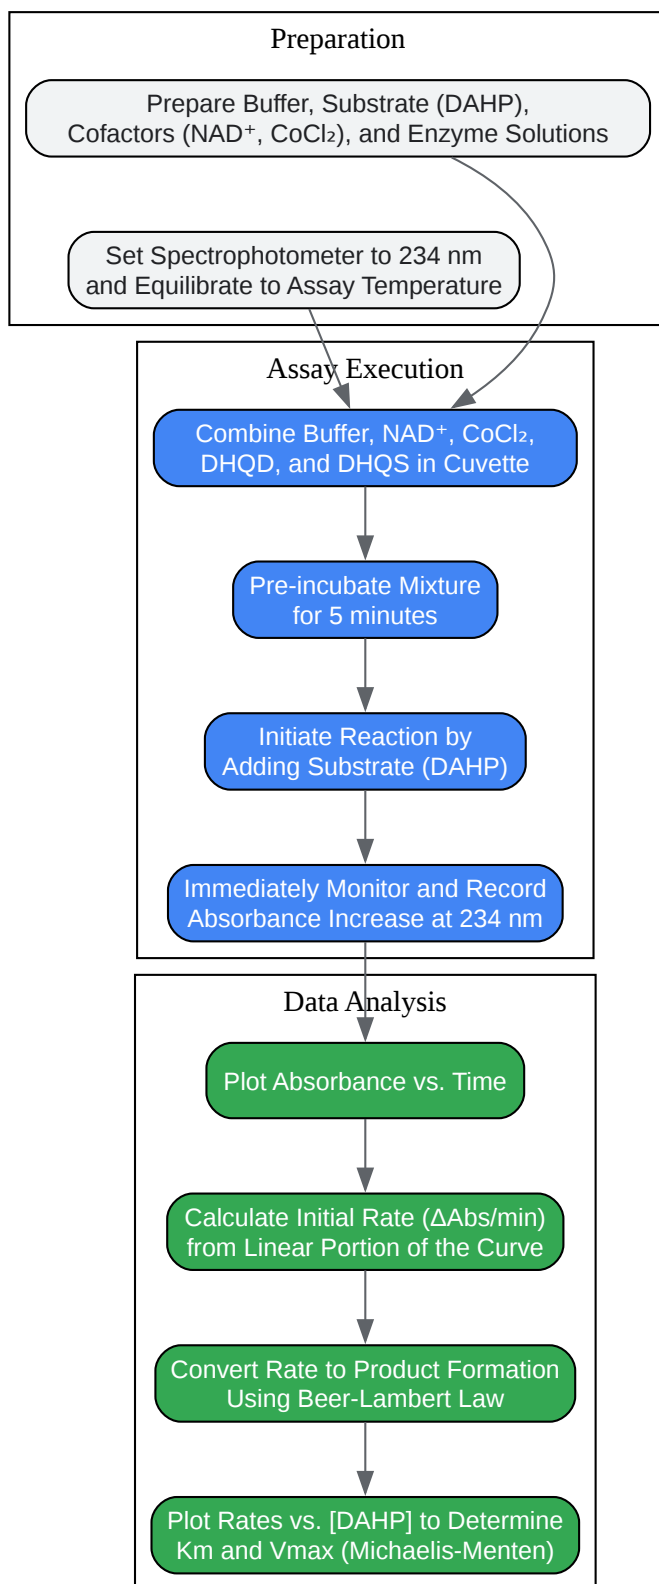 Preparation
Prepare Buffer, Substrate (DAHP),
Cofactors (NAD⁺, CoCl₂), and Enzyme Solutions
Set Spectrophotometer to 234 nm
and Equilibrate to Assay Temperature
Assay Execution
Combine Buffer, NAD⁺, CoCl₂,
DHQD, and DHQS in Cuvette
Pre-incubate Mixture
for 5 minutes
Initiate Reaction by
Adding Substrate (DAHP)
Immediately Monitor and Record
Absorbance Increase at 234 nm
Data Analysis
Plot Absorbance vs. Time
Calculate Initial Rate (ΔAbs/min)
from Linear Portion of the Curve
Convert Rate to Product Formation
Using Beer-Lambert Law
Plot Rates vs. [DAHP] to Determine
Km and Vmax (Michaelis-Menten)